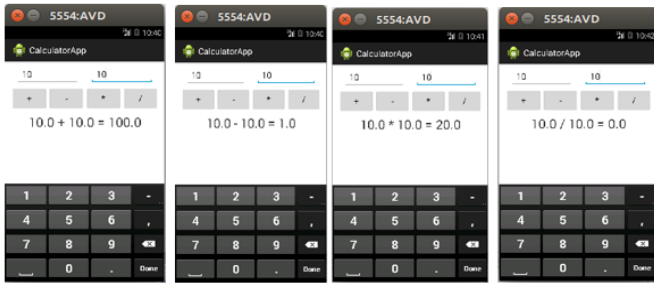 5554:AVD
10:40
CalculatorApp
10 10
+ - * /
10.0 + 10.0 = 100.0
1 2 3 -
4 5 6 ,
7 8 9
0 . Done
5554:AVD
10:40
CalculatorApp
10 10
+ - * /
10.0 - 10.0 = 1.0
1 2 3 -
4 5 6 ,
7 8 9
0 . Done
5554:AVD
10:41
CalculatorApp
10 10
+ - * /
10.0 * 10.0 = 20.0
1 2 3 -
4 5 6 ,
7 8 9
0 . Done
5554:AVD
10:42
CalculatorApp
10 10
+ - * /
10.0 / 10.0 = 0.0
1 2 3 -
4 5 6 ,
7 8 9
0 . Done